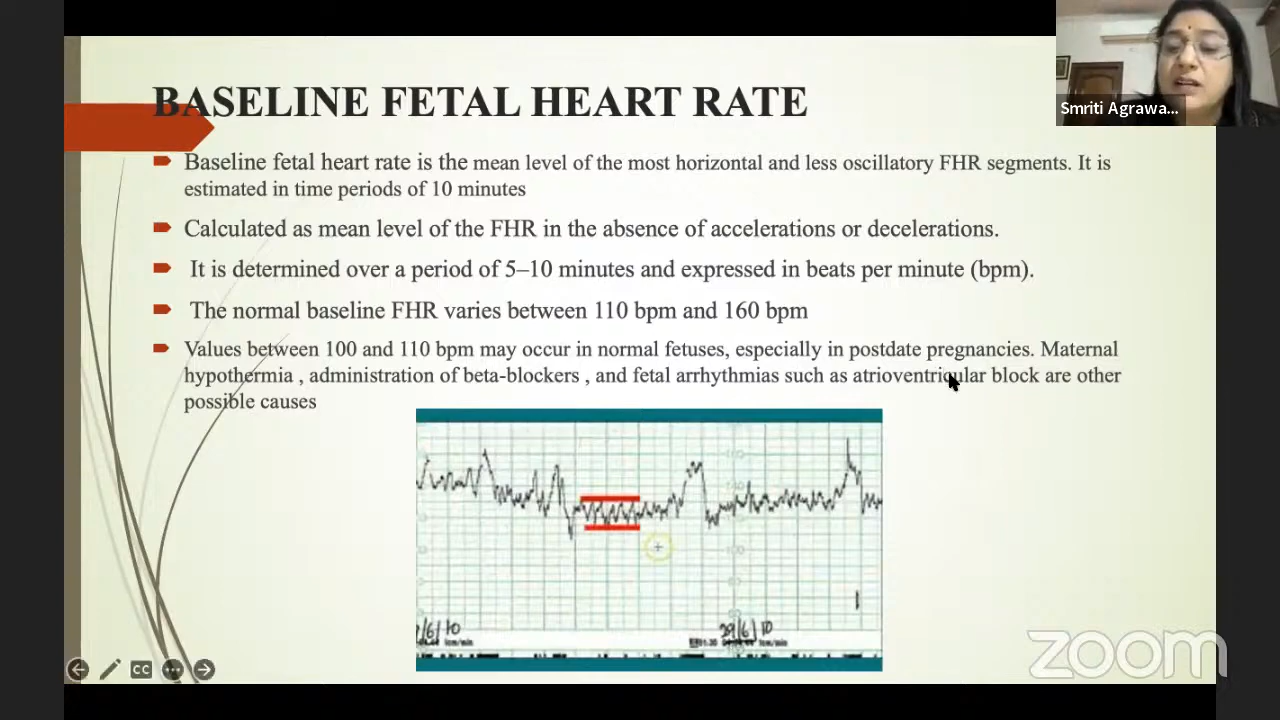 BASELINE FETAL HEART RATE
Smriti Agrawa...
Baseline fetal heart rate is the mean level of the most horizontal and less oscillatory FHR segments. It is
estimated in time periods of 10 minutes
Calculated as mean level of the FHR in the absence of accelerations or decelerations.
It is determined over a period of 5–10 minutes and expressed in beats per minute (bpm).
The normal baseline FHR varies between 110 bpm and 160 bpm
Values between 100 and 110 bpm may occur in normal fetuses, especially in postdate pregnancies. Maternal
hypothermia , administration of beta-blockers , and fetal arrhythmias such as atrioventricular block are other
possible causes
29/6/10
zoom
CC